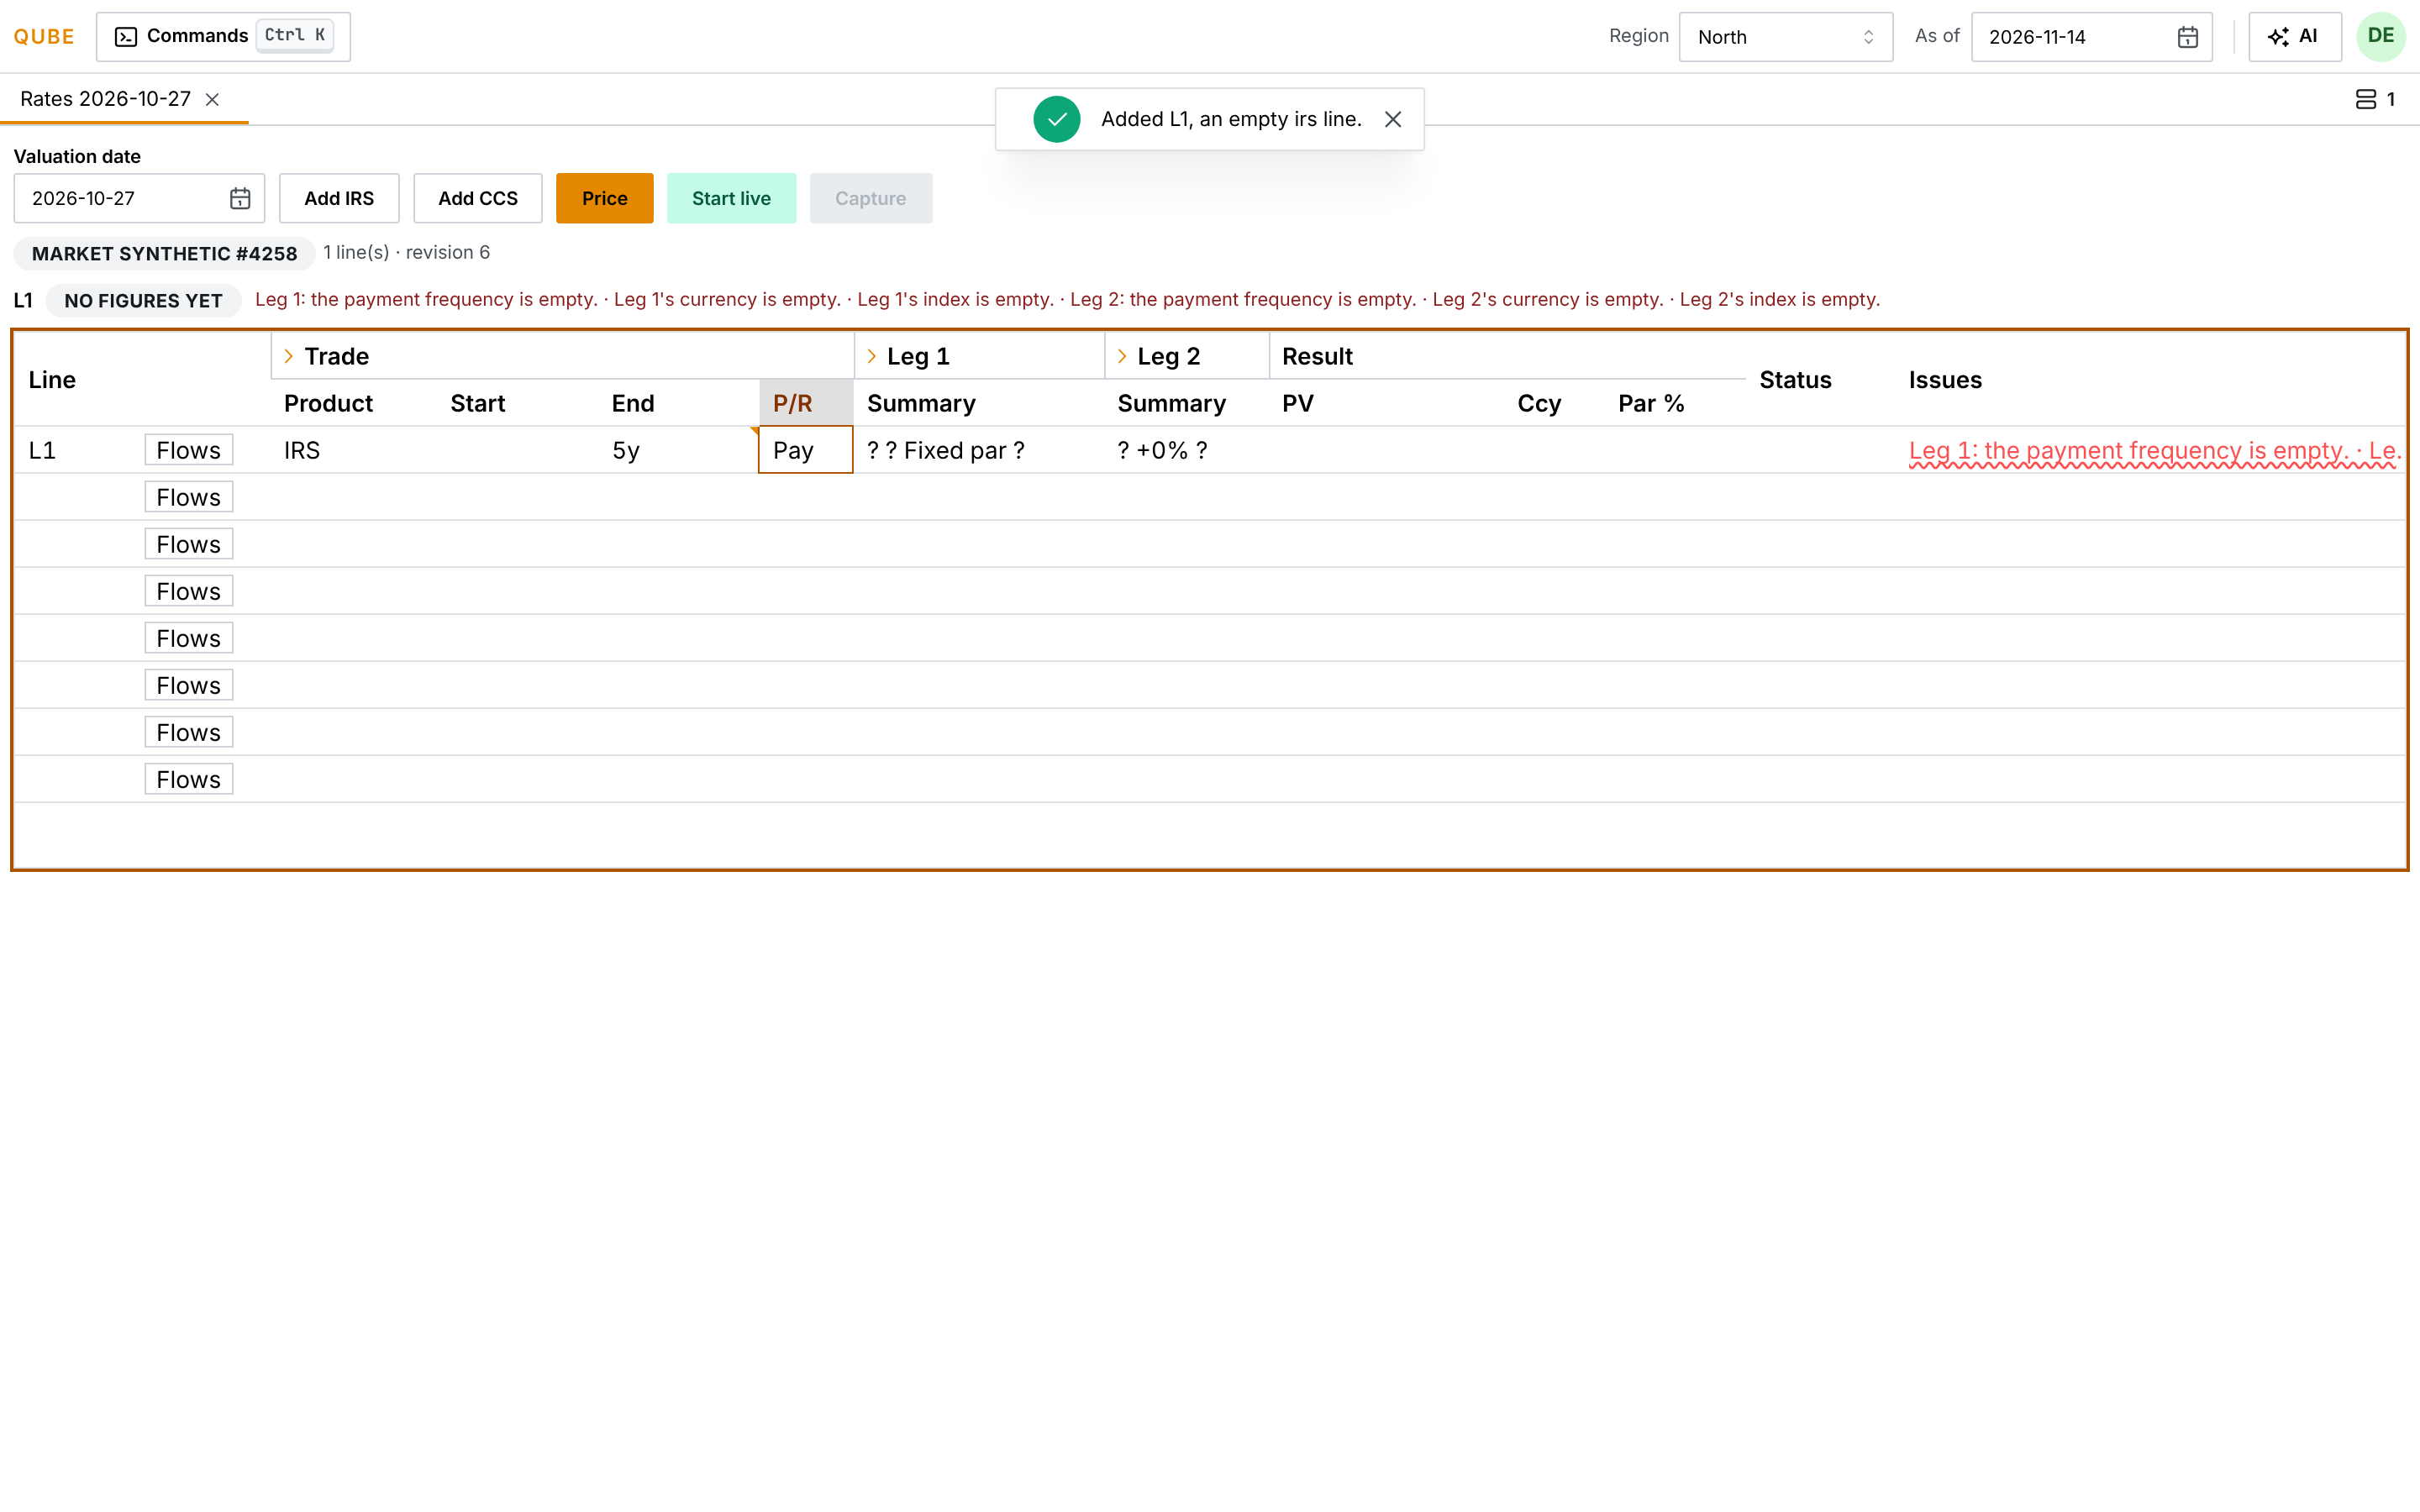 QUBE Commands Ctrl K Region North As of 2026-11-14 AI DE
Rates 2026-10-27 1
Added L1, an empty irs line.
Valuation date
2026-10-27 Add IRS Add CCS Price Start live Capture
MARKET SYNTHETIC #4258 1 line(s) · revision 6
L1 NO FIGURES YET Leg 1: the payment frequency is empty. · Leg 1's currency is empty. · Leg 1's index is empty. · Leg 2: the payment frequency is empty. · Leg 2's currency is empty. · Leg 2's index is empty.
Line Trade Leg 1 Leg 2 Result Status Issues
Product Start End P/R Summary Summary PV Ccy Par %
L1 Flows IRS 5y Pay ? ? Fixed par ? ? +0% ? Leg 1: the payment frequency is empty. · Le.
Flows
Flows
Flows
Flows
Flows
Flows
Flows